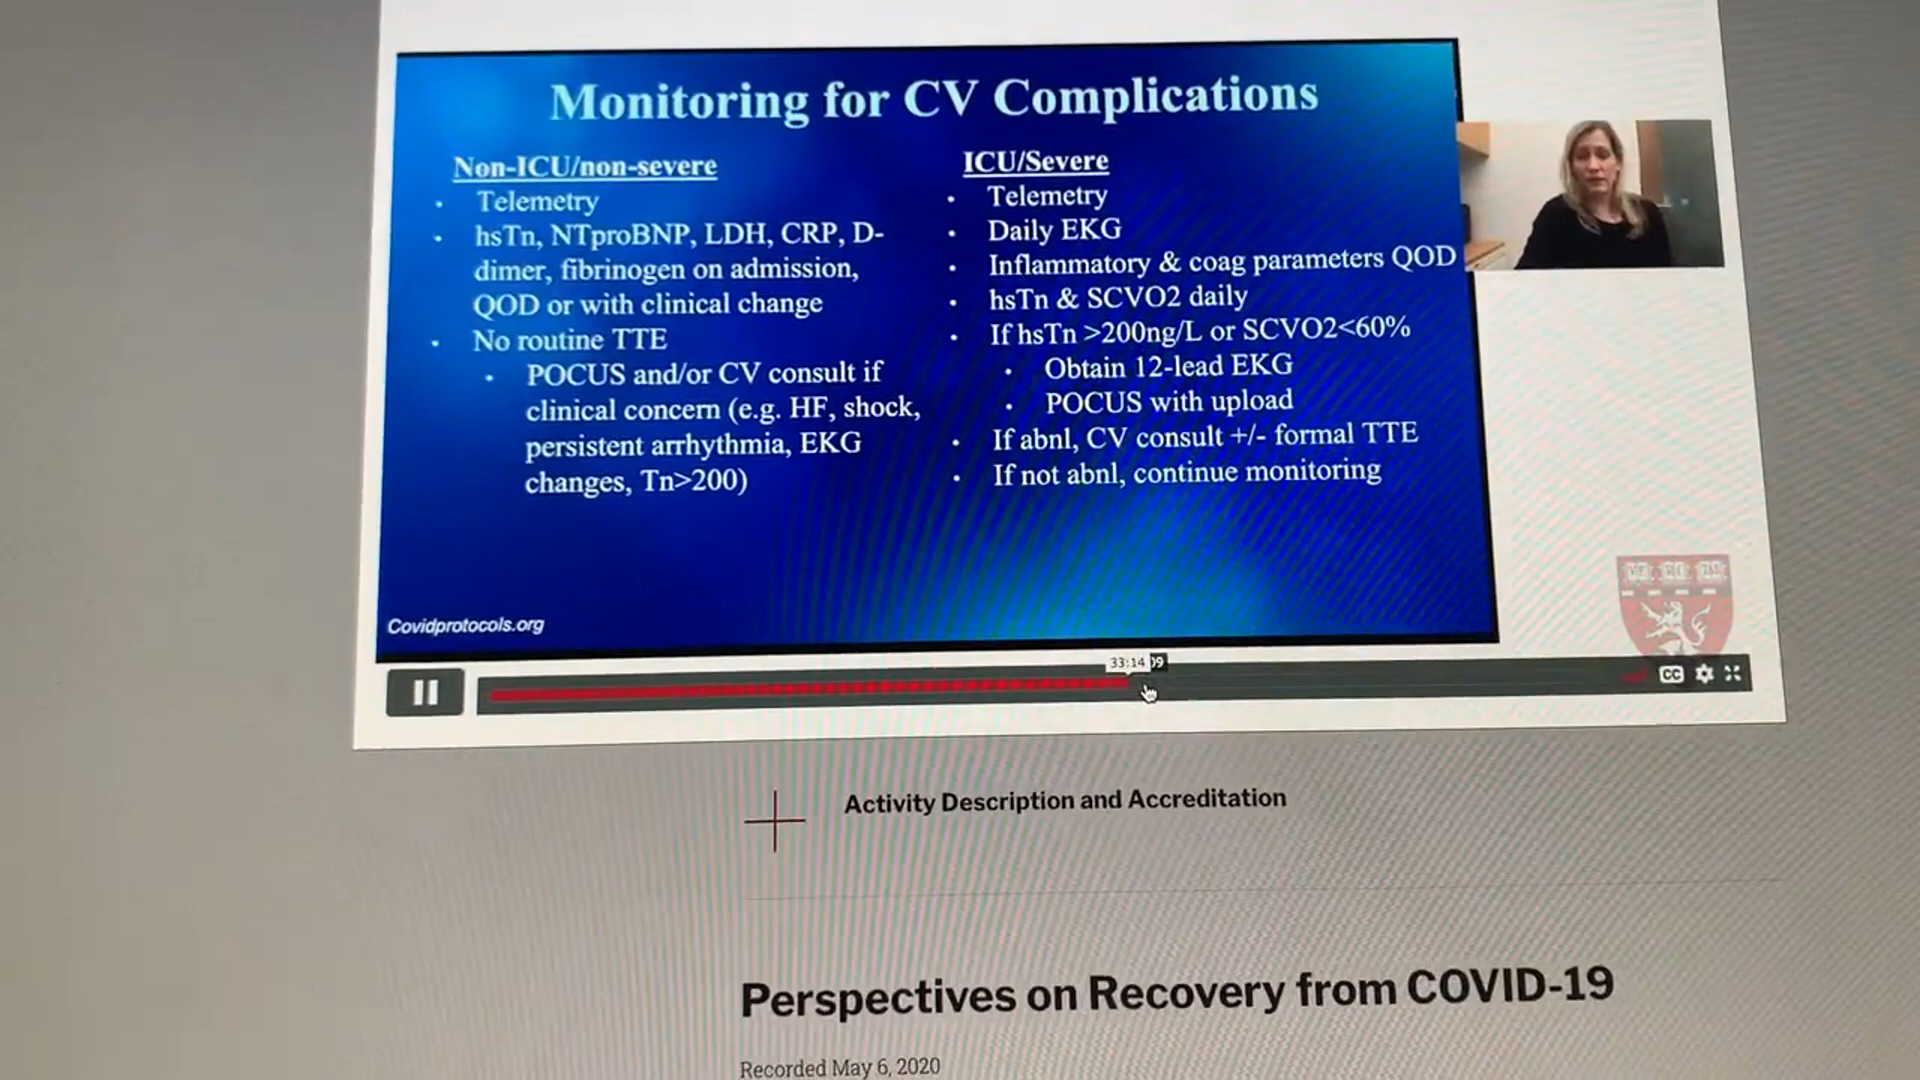 Monitoring for CV Complications
Non-ICU/non-severe
• Telemetry
• hsTn, NTproBNP, LDH, CRP, D-
dimer, fibrinogen on admission,
QOD or with clinical change
• No routine TTE
• POCUS and/or CV consult if
clinical concern (e.g. HF, shock,
persistent arrhythmia, EKG
changes, Tn>200)
ICU/Severe
• Telemetry
• Daily EKG
• Inflammatory & coag parameters QOD
• hsTn & SCVO2 daily
• If hsTn >200ng/L or SCVO2<60%
• Obtain 12-lead EKG
• POCUS with upload
• If abnl, CV consult +/- formal TTE
• If not abnl, continue monitoring
Covidprotocols.org
33:14
CC
Activity Description and Accreditation
Perspectives on Recovery from COVID-19
Recorded May 6, 2020